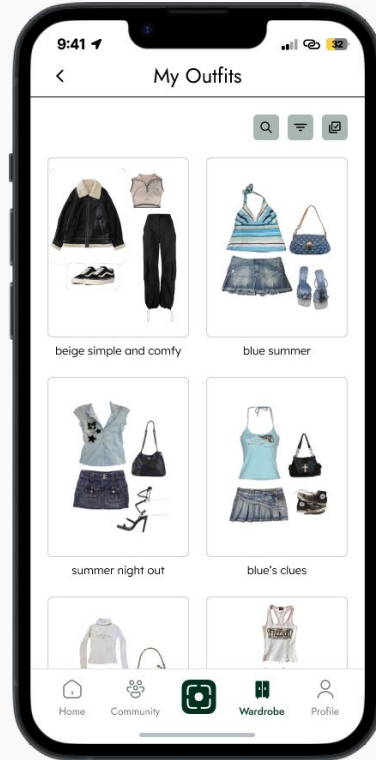 9:41
32
My Outfits
beige simple and comfy
blue summer
summer night out
blue's clues
Home
Community
Wardrobe
Profile